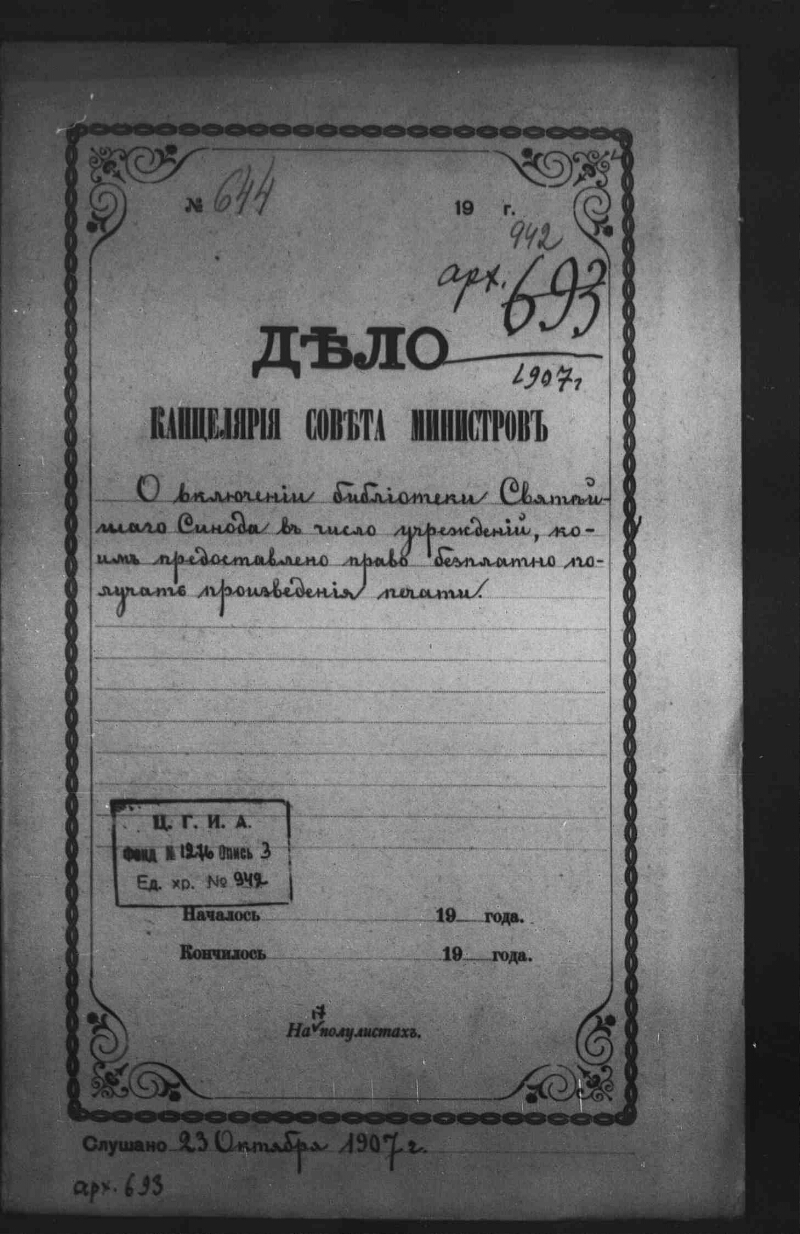 № 644 19 г.
942
арх. 693
ДѢЛО
1907 г
КАНЦЕЛЯРІЯ СОВѢТА МИНИСТРОВЪ
О включеніи библіотеки Святѣй-
шаго Синода въ число учрежденій, ко-
имъ предоставлено право безплатно по-
лучать произведенія печати.
Ц. Г. И. А.
Фонд № 1276 Опись 3
Ед. хр. № 942
Началось 19 года.
Кончилось 19 года.
17
На полулистахъ.
Слушано 23 Октября 1907 г.
арх. 693